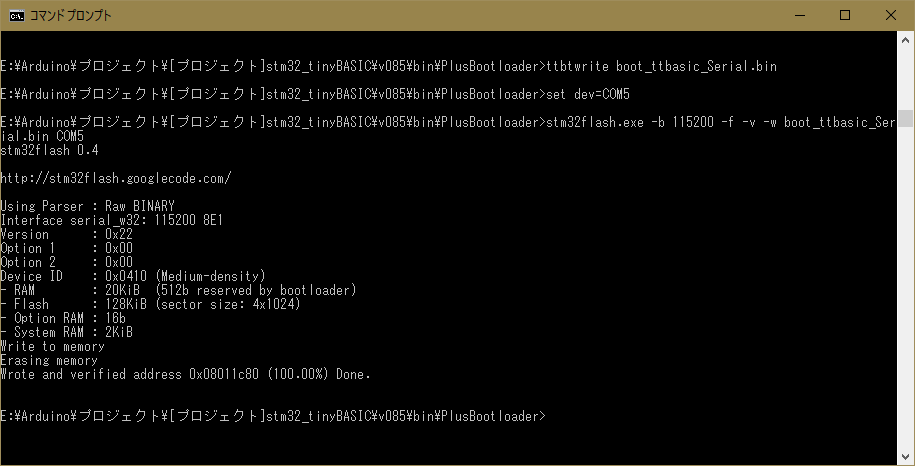 コマンド プロンプト
E:¥Arduino¥プロジェクト¥[プロジェクト]stm32_tinyBASIC¥v085¥bin¥PlusBootloader>ttbtwrite boot_ttbasic_Serial.bin
E:¥Arduino¥プロジェクト¥[プロジェクト]stm32_tinyBASIC¥v085¥bin¥PlusBootloader>set dev=COM5
E:¥Arduino¥プロジェクト¥[プロジェクト]stm32_tinyBASIC¥v085¥bin¥PlusBootloader>stm32flash.exe -b 115200 -f -v -w boot_ttbasic_Ser
ial.bin COM5
stm32flash 0.4
http://stm32flash.googlecode.com/
Using Parser : Raw BINARY
Interface serial_w32: 115200 8E1
Version      : 0x22
Option 1     : 0x00
Option 2     : 0x00
Device ID    : 0x0410 (Medium-density)
- RAM        : 20KiB  (512b reserved by bootloader)
- Flash      : 128KiB (sector size: 4x1024)
- Option RAM : 16b
- System RAM : 2KiB
Write to memory
Erasing memory
Wrote and verified address 0x08011c80 (100.00%) Done.
E:¥Arduino¥プロジェクト¥[プロジェクト]stm32_tinyBASIC¥v085¥bin¥PlusBootloader>